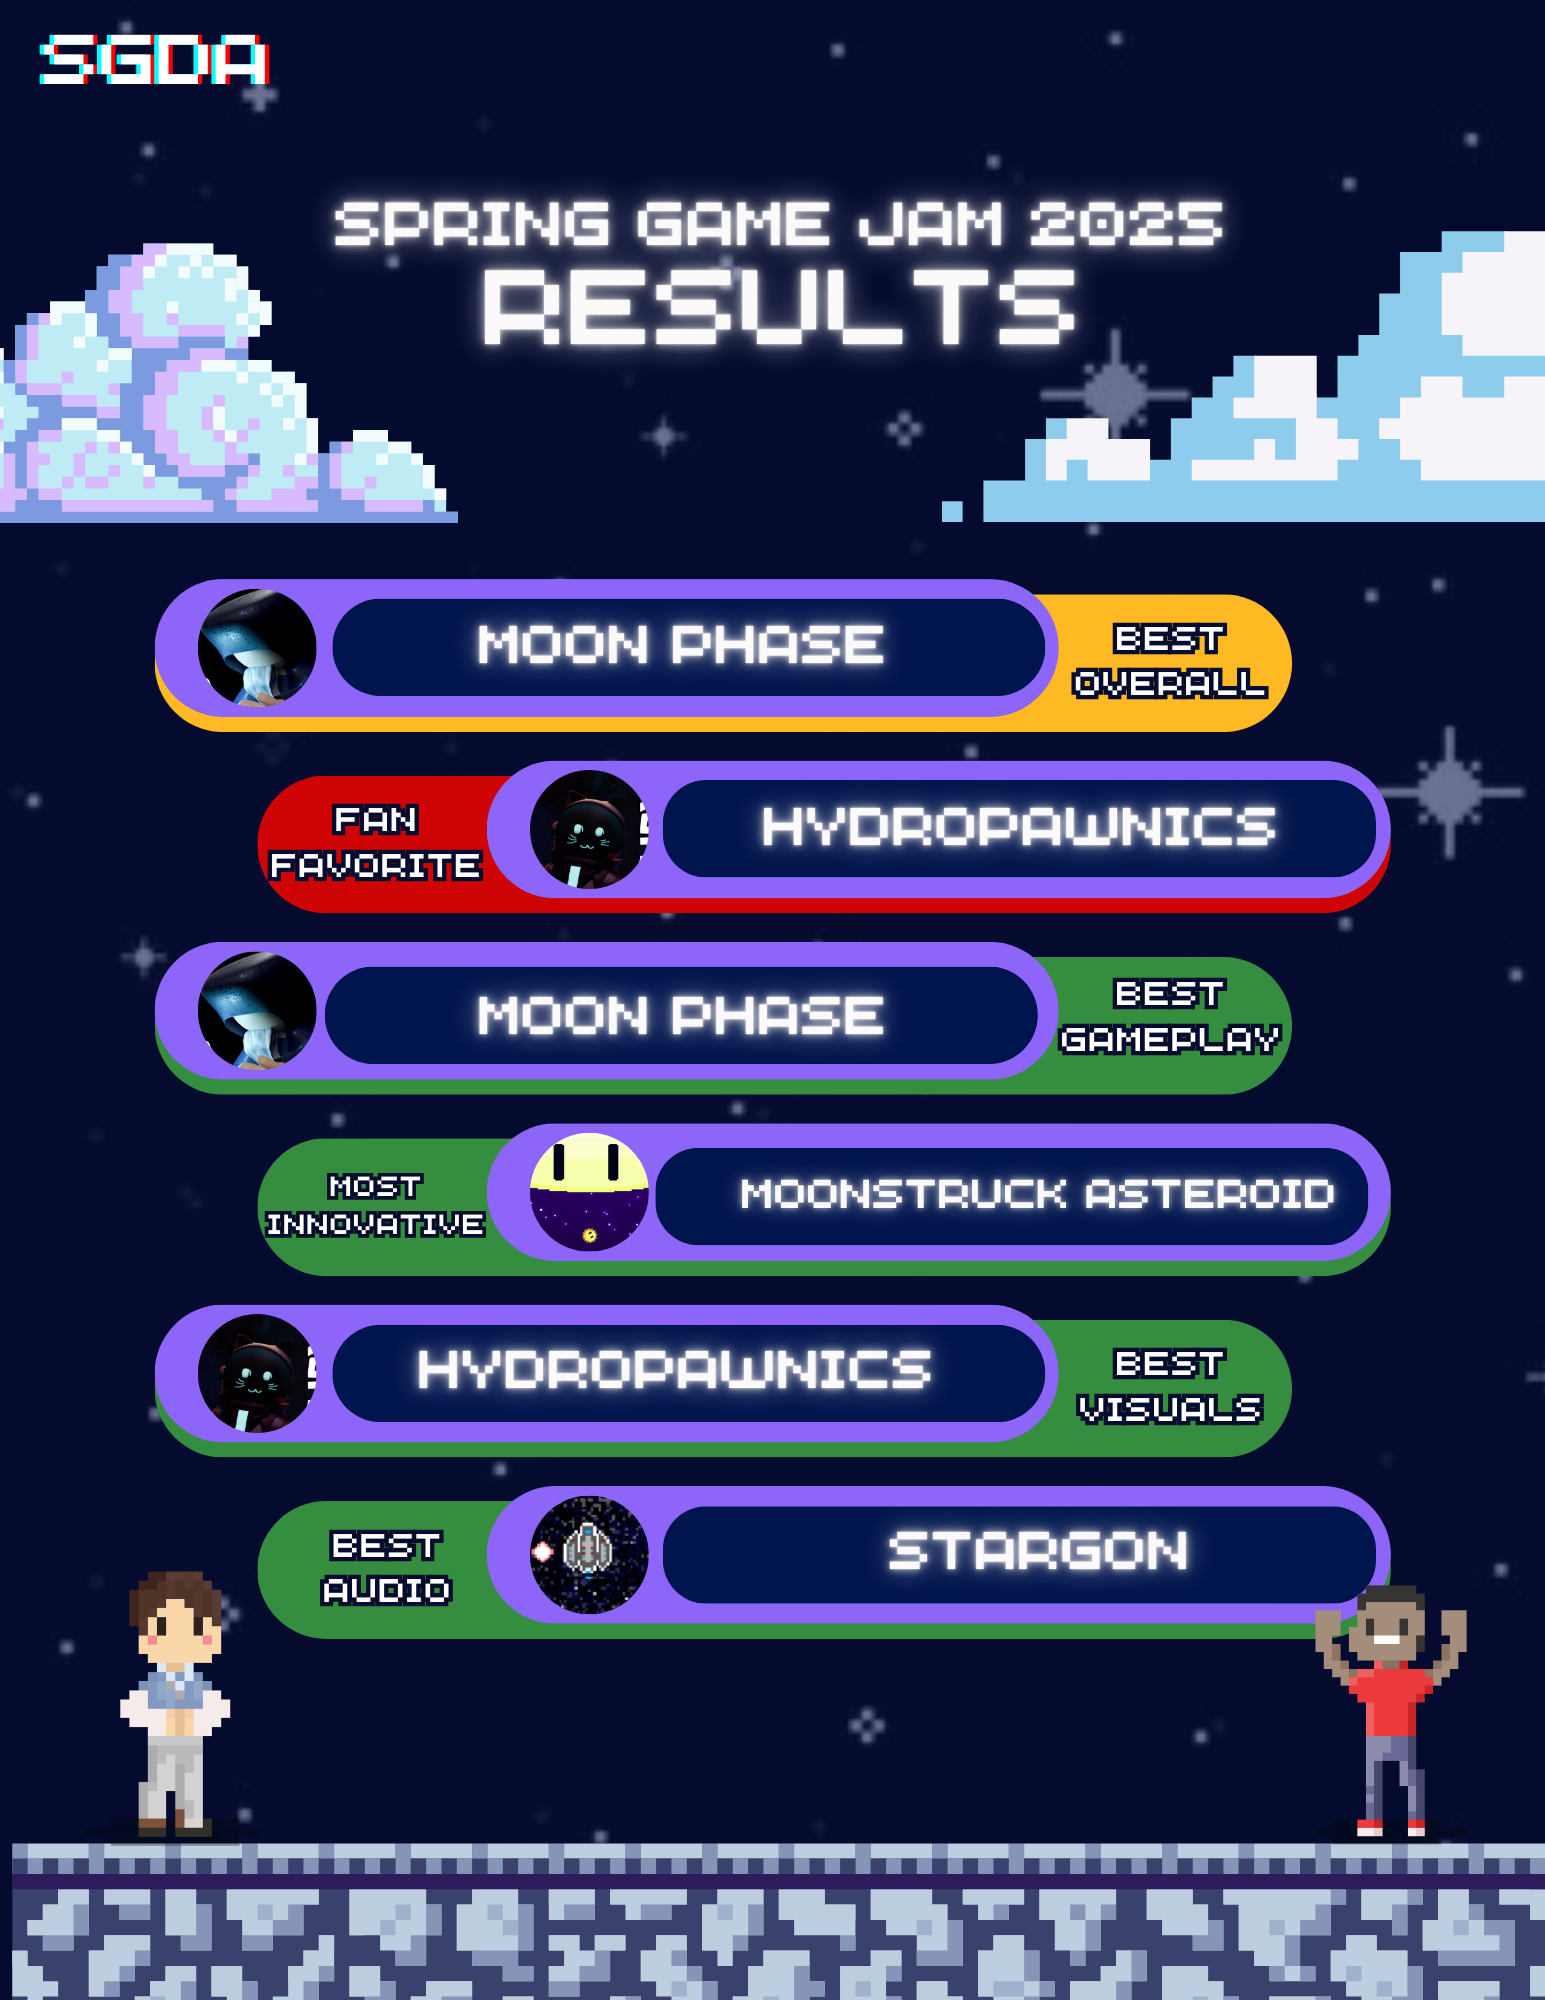 SGDA
SPRING GAME JAM 2025
RESULTS
MOON PHASE
BEST
OVERALL
FAN
FAVORITE
HYDROPAWNICS
MOON PHASE
BEST
GAMEPLAY
MOST
INNOVATIVE
MOONSTRUCK ASTEROID
HYDROPAWNICS
BEST
VISUALS
BEST
AUDIO
STARGON